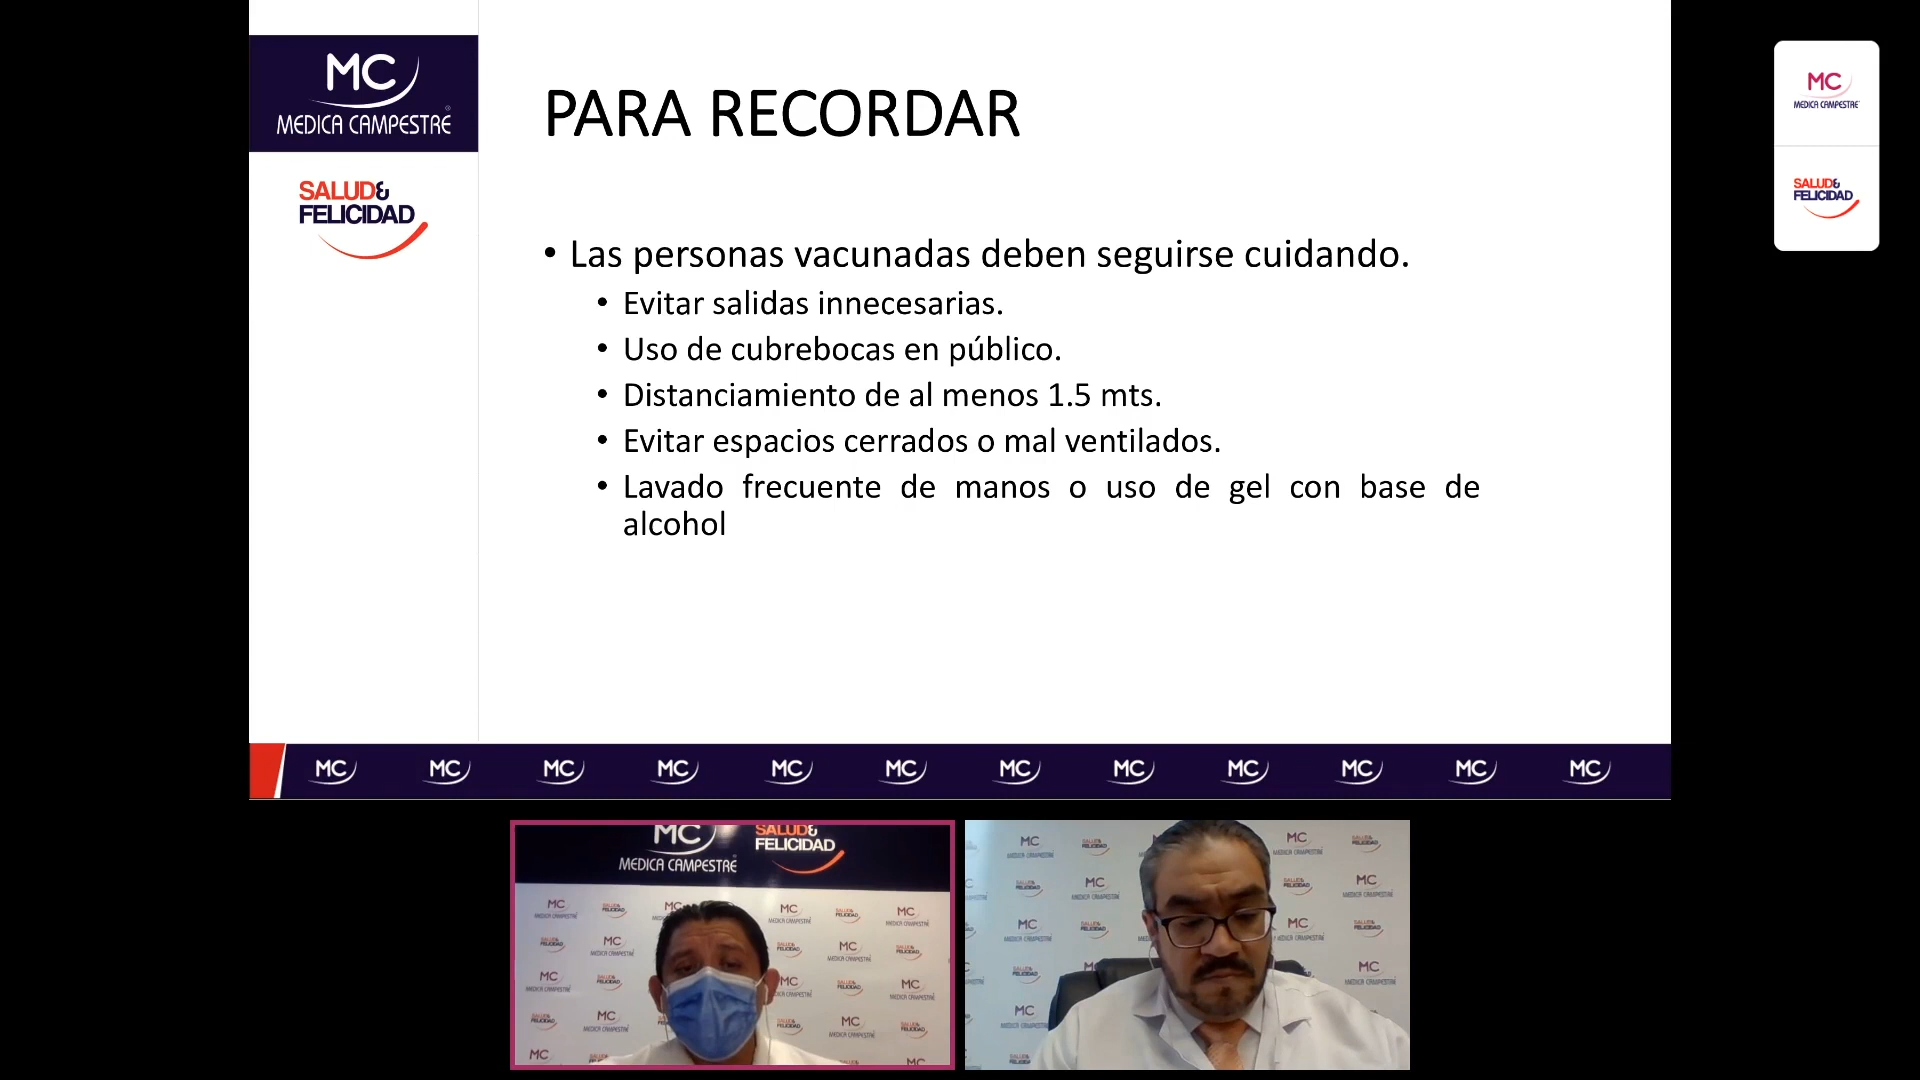 MC
MEDICA CAMPESTRE
SALUD&
FELICIDAD
PARA RECORDAR
• Las personas vacunadas deben seguirse cuidando.
• Evitar salidas innecesarias.
• Uso de cubrebocas en público.
• Distanciamiento de al menos 1.5 mts.
• Evitar espacios cerrados o mal ventilados.
• Lavado frecuente de manos o uso de gel con base de
alcohol
MC MC MC MC MC MC MC MC MC MC MC MC
MC
MEDICA CAMPESTRE
SALUD&
FELICIDAD
MC
MEDICA CAMPESTRE
SALUD&
FELICIDAD